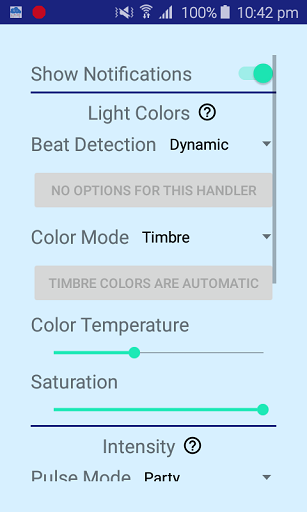 100% 10:42 pm
Show Notifications
Light Colors ?
Beat Detection Dynamic
NO OPTIONS FOR THIS HANDLER
Color Mode Timbre
TIMBRE COLORS ARE AUTOMATIC
Color Temperature
Saturation
Intensity ?
Pulse Mode Party